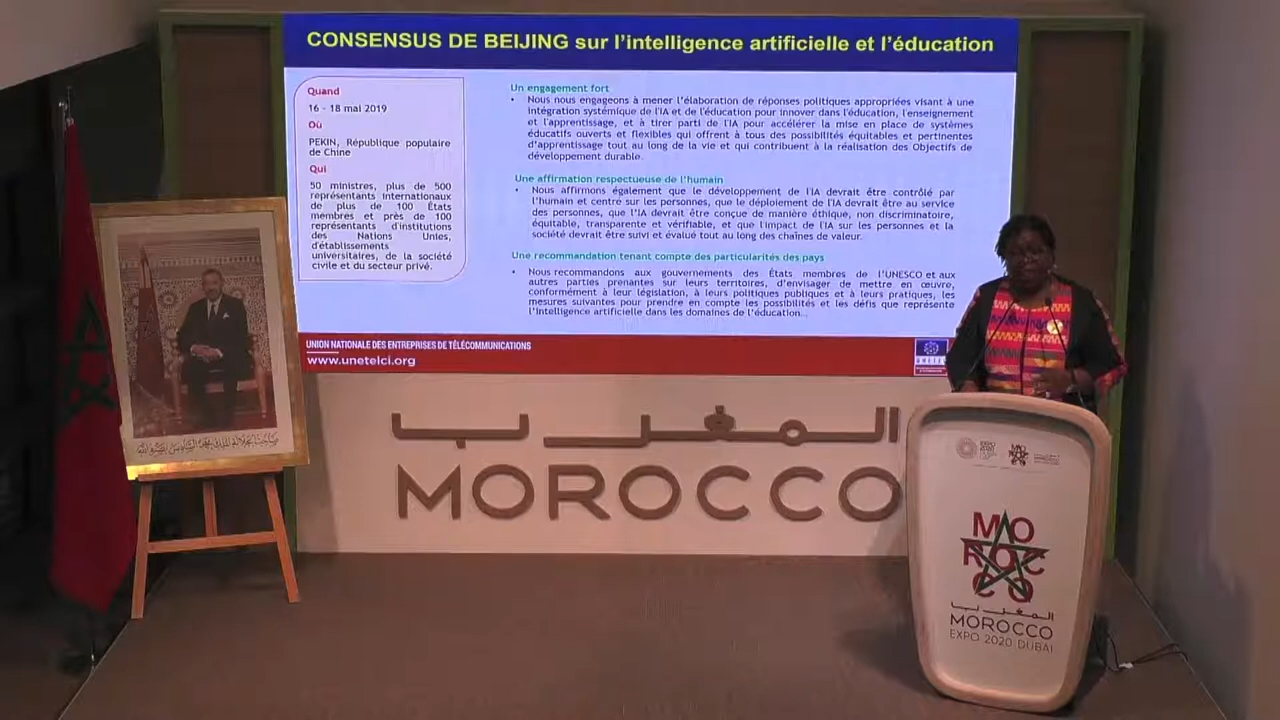 CONSENSUS DE BEIJING sur l'intelligence artificielle et l'éducation
Quand
16 - 18 mai 2019
Où
PEKIN, République populaire
de Chine
Qui
50 ministres, plus de 500
représentants internationaux
de plus de 100 États
membres et près de 100
représentants d'institutions
des Nations Unies,
d'établissements
universitaires, de la société
civile et du secteur privé.
Un engagement fort
• Nous nous engageons à mener l'élaboration de réponses politiques appropriées visant à une
intégration systémique de l'IA et de l'éducation pour innover dans l'éducation, l'enseignement
et l'apprentissage, et à tirer parti de l'IA pour accélérer la mise en place de systèmes
éducatifs ouverts et flexibles qui offrent à tous des possibilités équitables et pertinentes
d'apprentissage tout au long de la vie et qui contribuent à la réalisation des Objectifs de
développement durable.
Une affirmation respectueuse de l'humain
• Nous affirmons également que le développement de l'IA devrait être contrôlé par
l'humain et centre sur les personnes, que le déploiement de l'IA devrait être au service
des personnes, que l'IA devrait être conçue de manière éthique, non discriminatoire,
équitable, transparente et vérifiable, et que l'impact de l'IA sur les personnes et la
société devrait être suivi et évalué tout au long des chaînes de valeur.
Une recommandation tenant compte des particularités des pays
• Nous recommandons aux gouvernements des États membres de l'UNESCO et aux
autres parties prenantes sur leurs territoires, d'envisager de mettre en œuvre,
conformément à leur législation, à leurs politiques publiques et à leurs pratiques, les
mesures suivantes pour prendre en compte les possibilités et les défis que représente
l'intelligence artificielle dans les domaines de l'éducation...
UNION NATIONALE DES ENTREPRISES DE TÉLÉCOMMUNICATIONS
www.unetelci.org
المغرب
MOROCCO
EXPO
2020
MO
ROC
CO
المغرب
MOROCCO
EXPO 2020 DUBAI